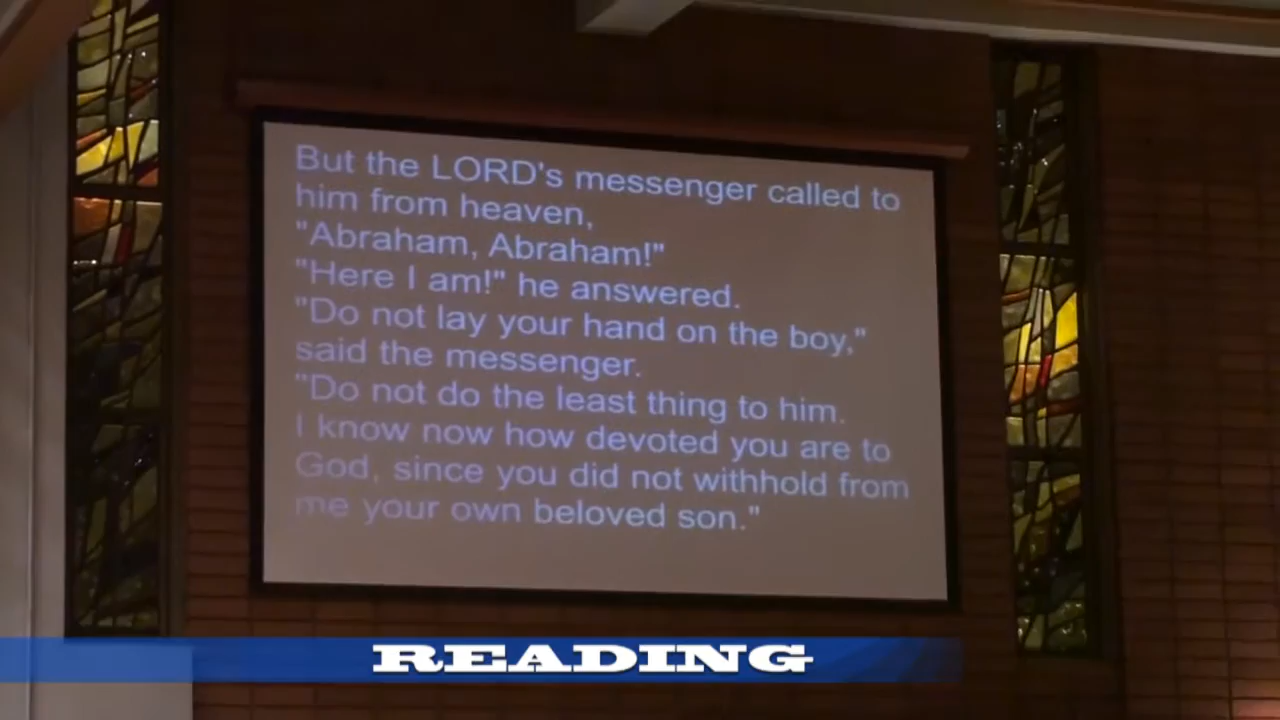 But the LORD's messenger called to
him from heaven,
"Abraham, Abraham!"
"Here I am!" he answered.
"Do not lay your hand on the boy,"
said the messenger.
"Do not do the least thing to him.
I know now how devoted you are to
God, since you did not withhold from
me your own beloved son."
READING